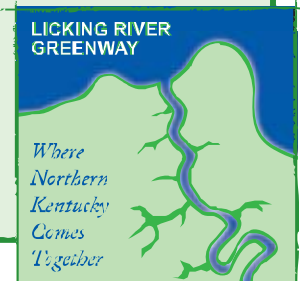 LICKING RIVER
GREENWAY
Where
Northern
Kentucky
Comes
Together